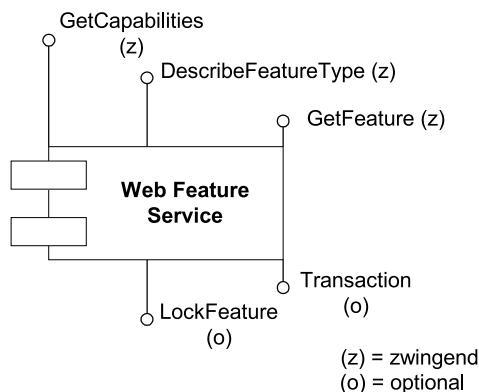 GetCapabilities
(z)
DescribeFeatureType (z)
GetFeature (z)
Web Feature
Service
Transaction
(o)
LockFeature
(o)
(z) = zwingend
(o) = optional